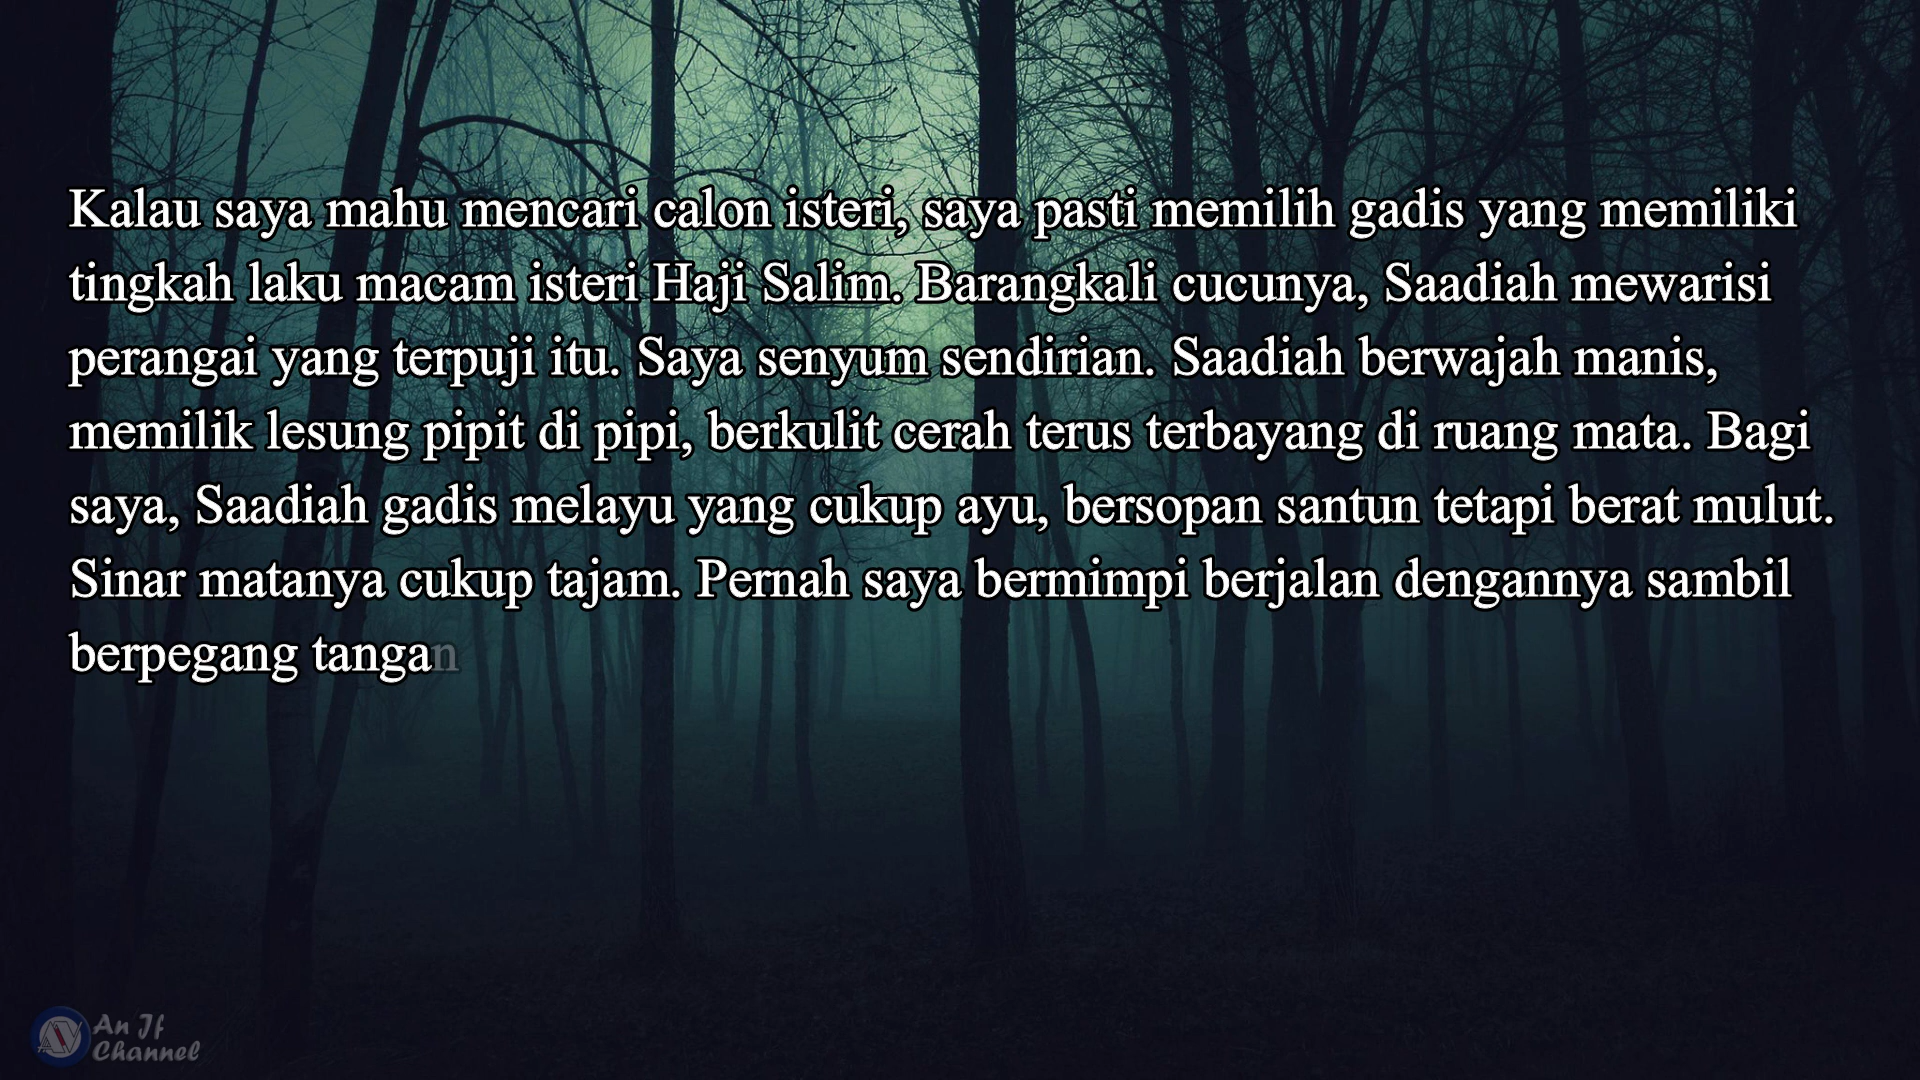 Kalau saya mahu mencari calon isteri, saya pasti memilih gadis yang memiliki
tingkah laku macam isteri Haji Salim. Barangkali cucunya, Saadiah mewarisi
perangai yang terpuji itu. Saya senyum sendirian. Saadiah berwajah manis,
memilik lesung pipit di pipi, berkulit cerah terus terbayang di ruang mata. Bagi
saya, Saadiah gadis melayu yang cukup ayu, bersopan santun tetapi berat mulut.
Sinar matanya cukup tajam. Pernah saya bermimpi berjalan dengannya sambil
berpegang tangan
An If
Channel